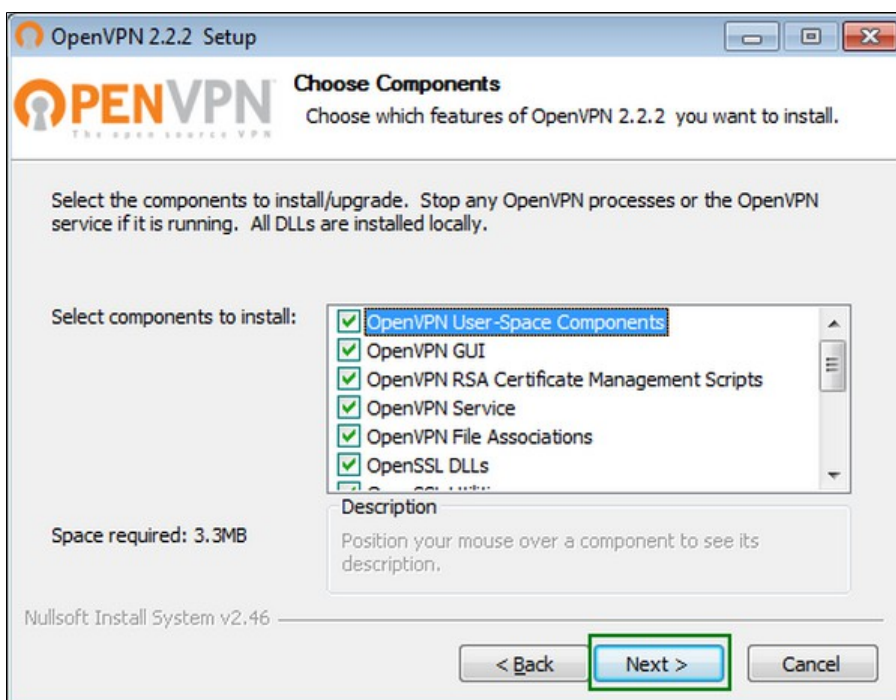 OpenVPN 2.2.2 Setup
OPENVPN
The open source VPN
Choose Components
Choose which features of OpenVPN 2.2.2 you want to install.
Select the components to install/upgrade. Stop any OpenVPN processes or the OpenVPN
service if it is running. All DLLs are installed locally.
Select components to install:
OpenVPN User-Space Components
OpenVPN GUI
OpenVPN RSA Certificate Management Scripts
OpenVPN Service
OpenVPN File Associations
OpenSSL DLLs
Space required: 3.3MB
Description
Position your mouse over a component to see its
description.
Nullsoft Install System v2.46
< Back
Next >
Cancel